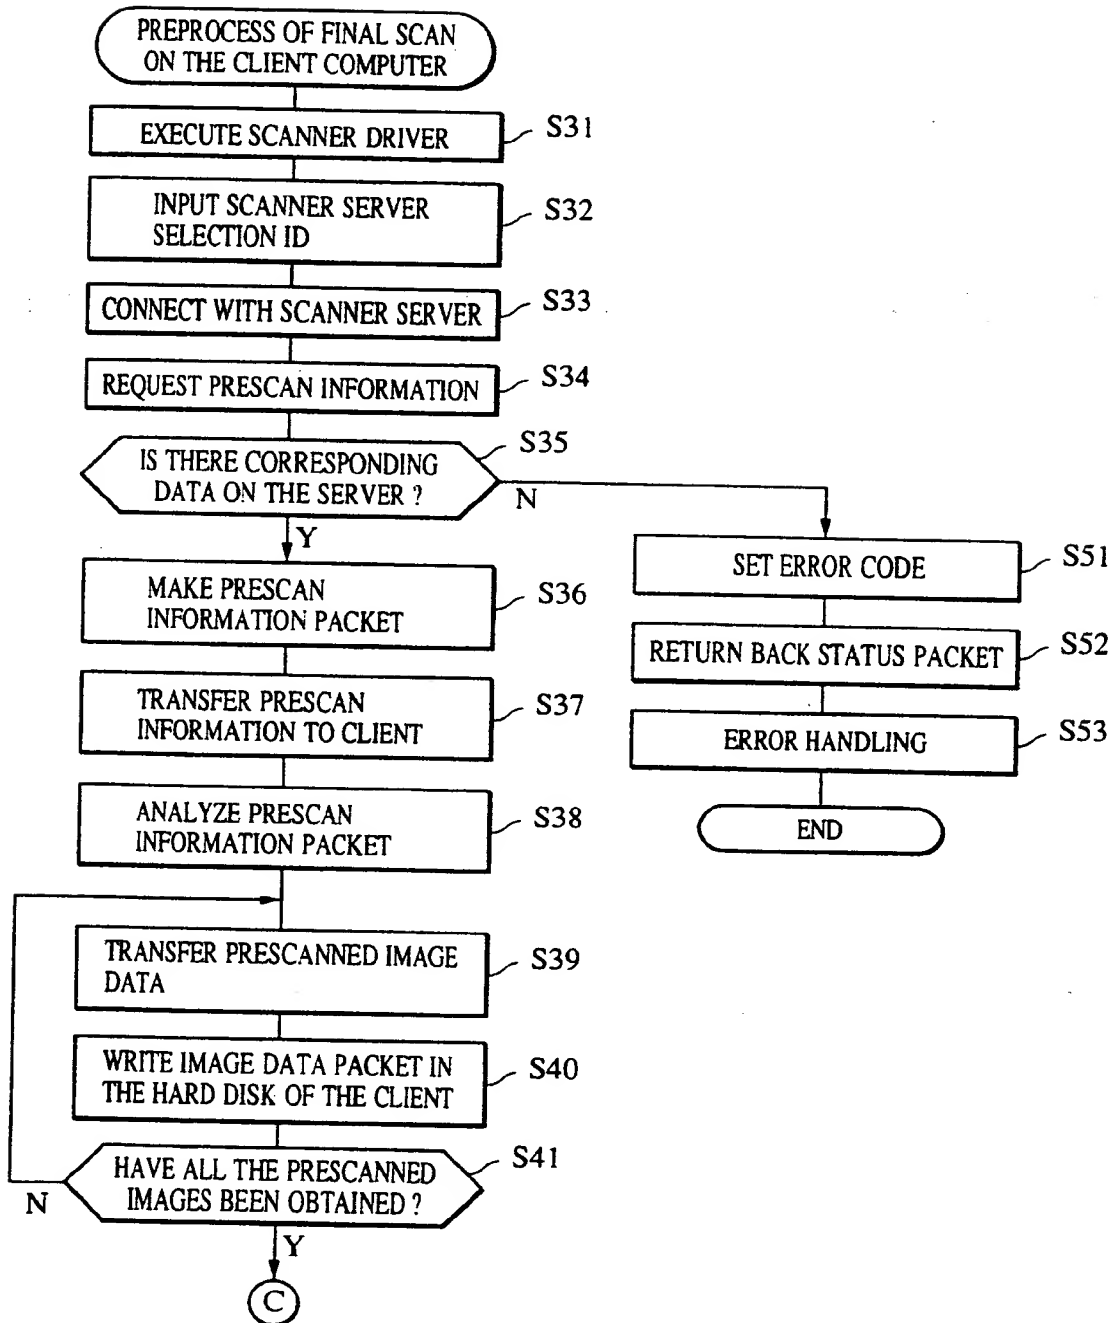 PREPROCESS OF FINAL SCAN
ON THE CLIENT COMPUTER
EXECUTE SCANNER DRIVER
S31
INPUT SCANNER SERVER
SELECTION ID
S32
CONNECT WITH SCANNER SERVER
S33
REQUEST PRESCAN INFORMATION
S34
IS THERE CORRESPONDING
DATA ON THE SERVER ?
S35
N
Y
MAKE PRESCAN
INFORMATION PACKET
S36
TRANSFER PRESCAN
INFORMATION TO CLIENT
S37
ANALYZE PRESCAN
INFORMATION PACKET
S38
TRANSFER PRESCANNED IMAGE
DATA
S39
WRITE IMAGE DATA PACKET IN
THE HARD DISK OF THE CLIENT
S40
HAVE ALL THE PRESCANNED
IMAGES BEEN OBTAINED ?
S41
N
Y
C
SET ERROR CODE
S51
RETURN BACK STATUS PACKET
S52
ERROR HANDLING
S53
END